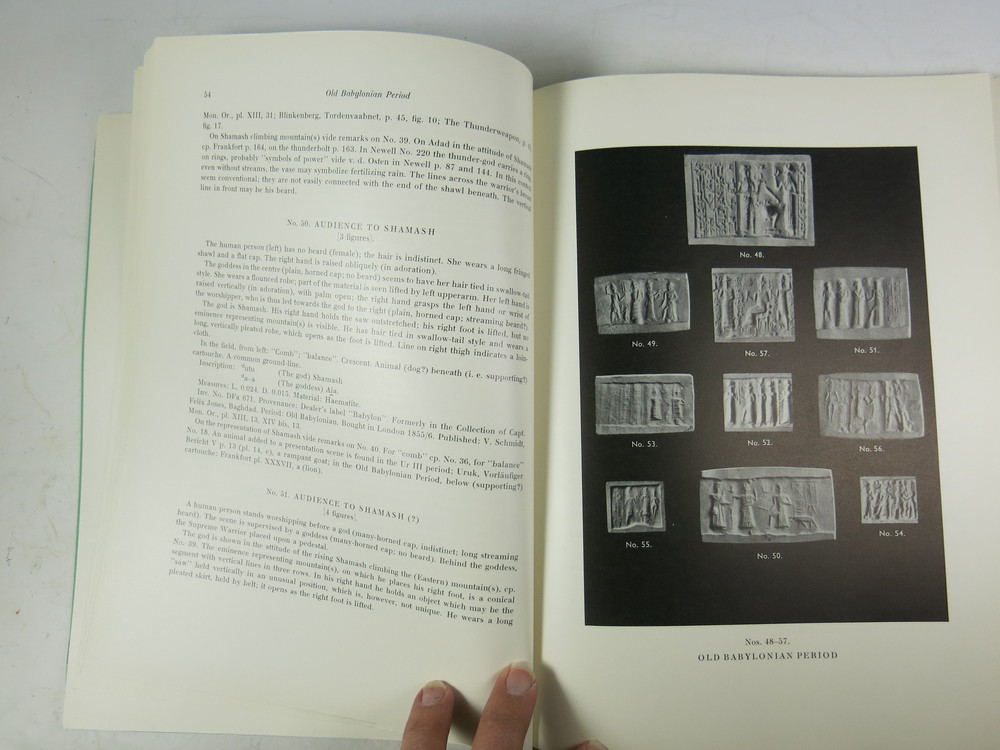 54
Old Babylonian Period
Mon. Or., pl. XIII, 31; Blinkenberg, Tordenvaabnet, p. 45, fig. 10; The Thunderweapon, p.
fig. 17.
On Shamash climbing mountain(s) vide remarks on No. 39. On Adad in the attitude of Shamash
cp. Frankfort p. 164, on the thunderbolt p. 163. In Newell No. 220 the thunder-god carries a ring
on rings, probably "symbols of power" vide v. d. Osten in Newell p. 87 and 144. In this
even without streams, the vase may symbolize fertilizing rain. The lines across the warrior's
seem conventional; they are not easily connected with the end of the shawl beneath. The vertical
line in front may be his beard.
No. 50. AUDIENCE TO SHAMASH
[3 figures].
The human person (left) has no beard (female); the hair is indistinct. She wears a long fringed
shawl and a flat cap. The right hand is raised obliquely (in adoration).
The goddess in the centre (plain, horned cap; no beard) seems to have her hair tied in swallow-tail
style. She wears a flounced robe; part of the material is seen lifted by left upperarm. Her left hand is
raised vertically (in adoration), with palm open; the right hand grasps the left hand or wrist of
the worshipper, who is thus led towards the god to the right (plain, horned cap; streaming beard?)
The god is Shamash. His right hand holds the saw outstretched; his right foot is lifted, but no
eminence representing mountain(s) is visible. He has hair tied in swallow-tail style and wears a
long, vertically pleated robe, which opens as the foot is lifted. Line on right thigh indicates a loin-
cloth.
In the field, from left: "Comb"; "balance". Crescent. Animal (dog?) beneath (i. e. supporting?)
cartouche. A common ground-line.
Inscription: dutu (The god) Shamash
da-a (The goddess) Aia
Measures: L. 0.024. D. 0.015. Material: Haematite.
Inv. No. DFa 671. Provenance: Dealer's label "Babylon". Formerly in the Collection of Capt.
Felix Jones, Baghdad. Period: Old Babylonian. Bought in London 1855/6. Published: V. Schmidt,
Mon. Or., pl. XIII, 13, XIV bis, 13.
On the representation of Shamash vide remarks on No. 40. For "comb" cp. No. 36, for "balance"
No. 18. An animal added to a presentation scene is found in the Ur III period; Uruk, Vorläufiger
Bericht V p. 13 (pl. 14, e), a rampant goat; in the Old Babylonian Period, below (supporting?)
cartouche: Frankfort pl. XXXVII, a (lion).
No. 51. AUDIENCE TO SHAMASH (?)
[4 figures].
A human person stands worshipping before a god (many-horned cap, indistinct; long streaming
beard). The scene is supervised by a goddess (many-horned cap; no beard). Behind the goddess,
the Supreme Warrior placed upon a pedestal.
The god is shown in the attitude of the rising Shamash climbing the (Eastern) mountain(s), cp.
No. 39. The eminence representing mountain(s), on which he places his right foot, is a conical
segment with vertical lines in three rows. In his right hand he holds an object which may be the
"saw" held vertically in an unusual position, which is, however, not unique. He wears a long
pleated skirt, held by belt; it opens as the right foot is lifted.
No. 48.
No. 49.
No. 57.
No. 51.
No. 53.
No. 52.
No. 56.
No. 55.
No. 50.
No. 54.
Nos. 48–57.
OLD BABYLONIAN PERIOD